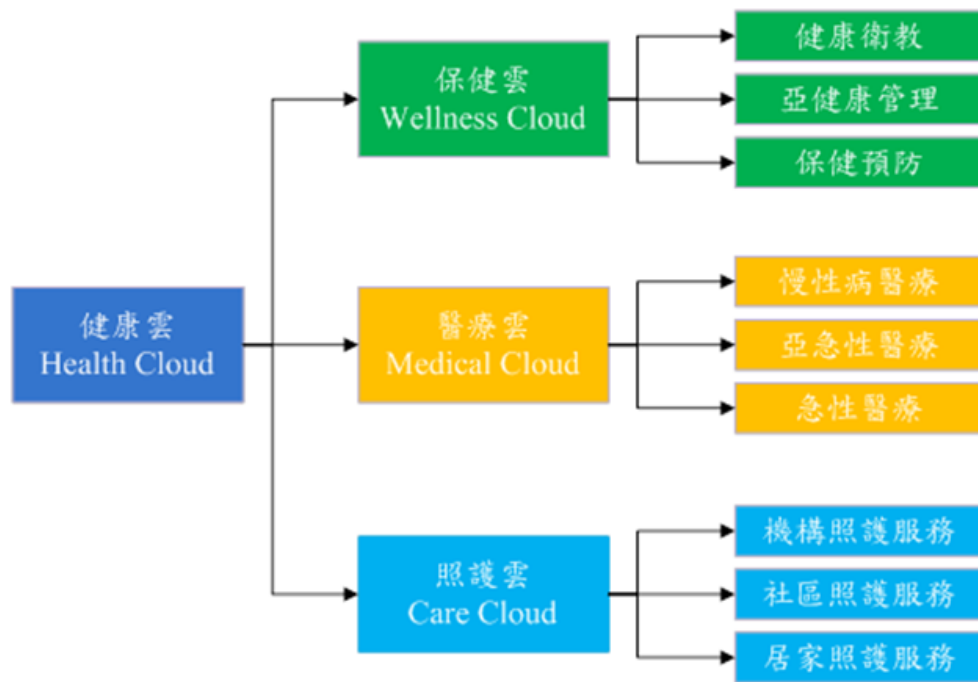 健康雲
Health Cloud
保健雲
Wellness Cloud
健康衛教
亞健康管理
保健預防
醫療雲
Medical Cloud
慢性病醫療
亞急性醫療
急性醫療
照護雲
Care Cloud
機構照護服務
社區照護服務
居家照護服務